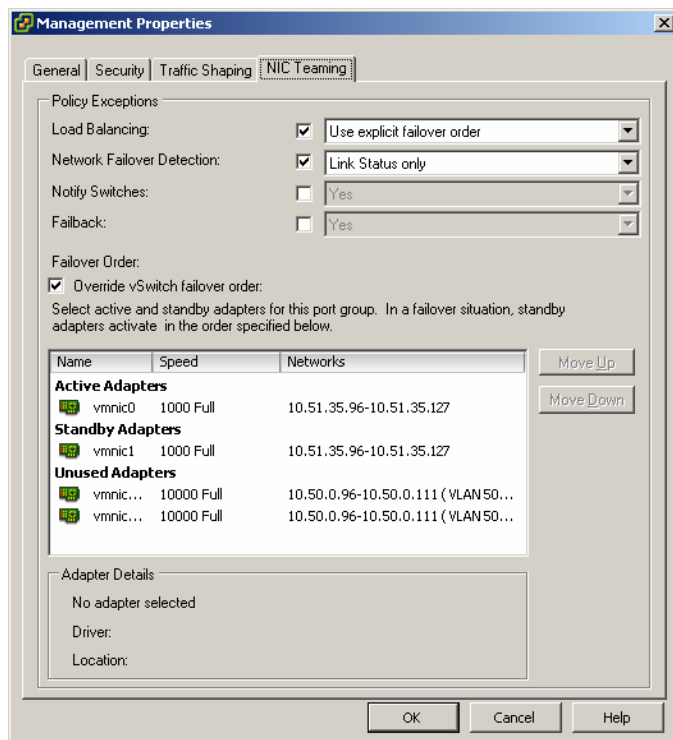 Management Properties
General Security Traffic Shaping NIC Teaming
Policy Exceptions
Load Balancing: Use explicit failover order
Network Failover Detection: Link Status only
Notify Switches: Yes
Failback: Yes
Failover Order:
Override vSwitch failover order:
Select active and standby adapters for this port group. In a failover situation, standby
adapters activate in the order specified below.
Name Speed Networks
Move Up
Active Adapters
vmnic0 1000 Full 10.51.35.96-10.51.35.127
Move Down
Standby Adapters
vmnic1 1000 Full 10.51.35.96-10.51.35.127
Unused Adapters
vmnic... 10000 Full 10.50.0.96-10.50.0.111 ( VLAN 50...
vmnic... 10000 Full 10.50.0.96-10.50.0.111 ( VLAN 50...
Adapter Details
No adapter selected
Driver:
Location:
OK Cancel Help